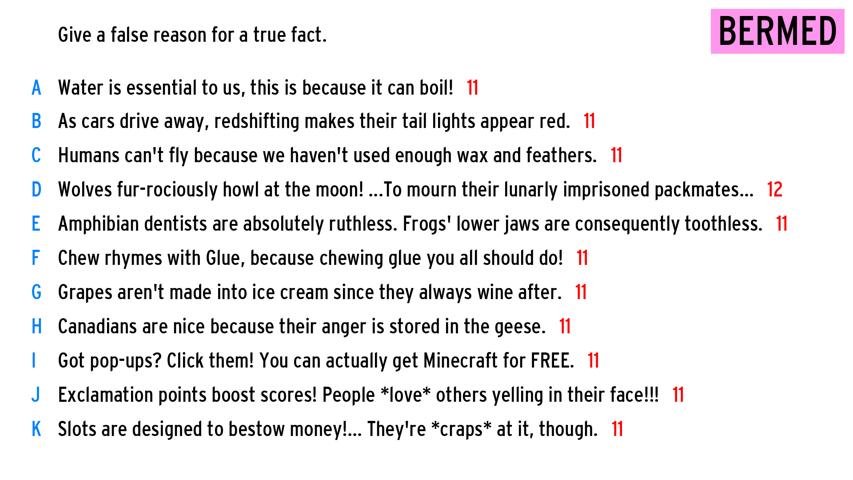 Give a false reason for a true fact.
BERMED
A Water is essential to us, this is because it can boil! 11
B As cars drive away, redshifting makes their tail lights appear red. 11
C Humans can't fly because we haven't used enough wax and feathers. 11
D Wolves fur-rociously howl at the moon! ...To mourn their lunarly imprisoned packmates... 12
E Amphibian dentists are absolutely ruthless. Frogs' lower jaws are consequently toothless. 11
F Chew rhymes with Glue, because chewing glue you all should do! 11
G Grapes aren't made into ice cream since they always wine after. 11
H Canadians are nice because their anger is stored in the geese. 11
I Got pop-ups? Click them! You can actually get Minecraft for FREE. 11
J Exclamation points boost scores! People *love* others yelling in their face!!! 11
K Slots are designed to bestow money!... They're *craps* at it, though. 11